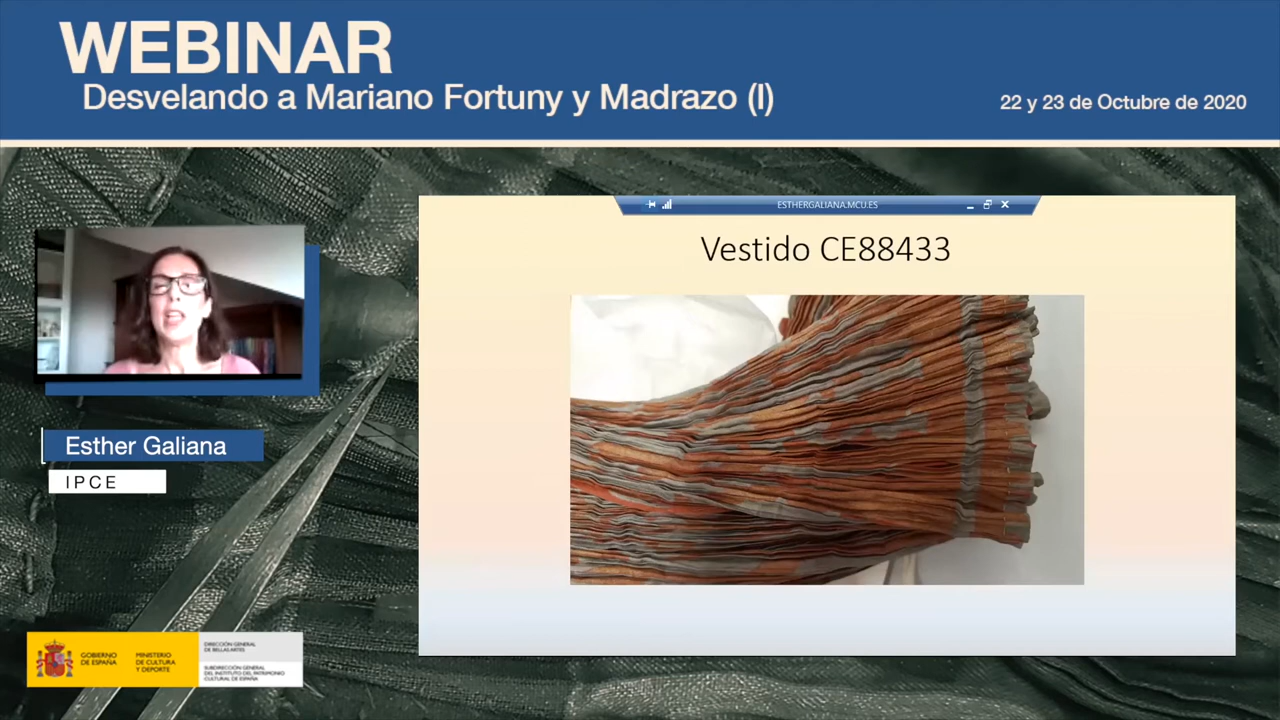 WEBINAR
Desvelando a Mariano Fortuny y Madrazo (I)
22 y 23 de Octubre de 2020
ESTHERGALIANA.MCU.ES
Vestido CE88433
Esther Galiana
IPCE
GOBIERNO
DE ESPAÑA
MINISTERIO
DE CULTURA
Y DEPORTE
DIRECCIÓN GENERAL
DE BELLAS ARTES
SUBDIRECCIÓN GENERAL
DEL INSTITUTO DEL PATRIMONIO
CULTURAL DE ESPAÑA